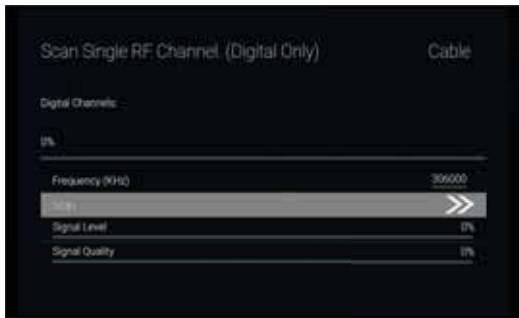 Scan Single RF Channel (Digital Only) Cable
Digital Channels:
0%
Frequency (KHz) 306000
Scan
Signal Level 0%
Signal Quality 0%